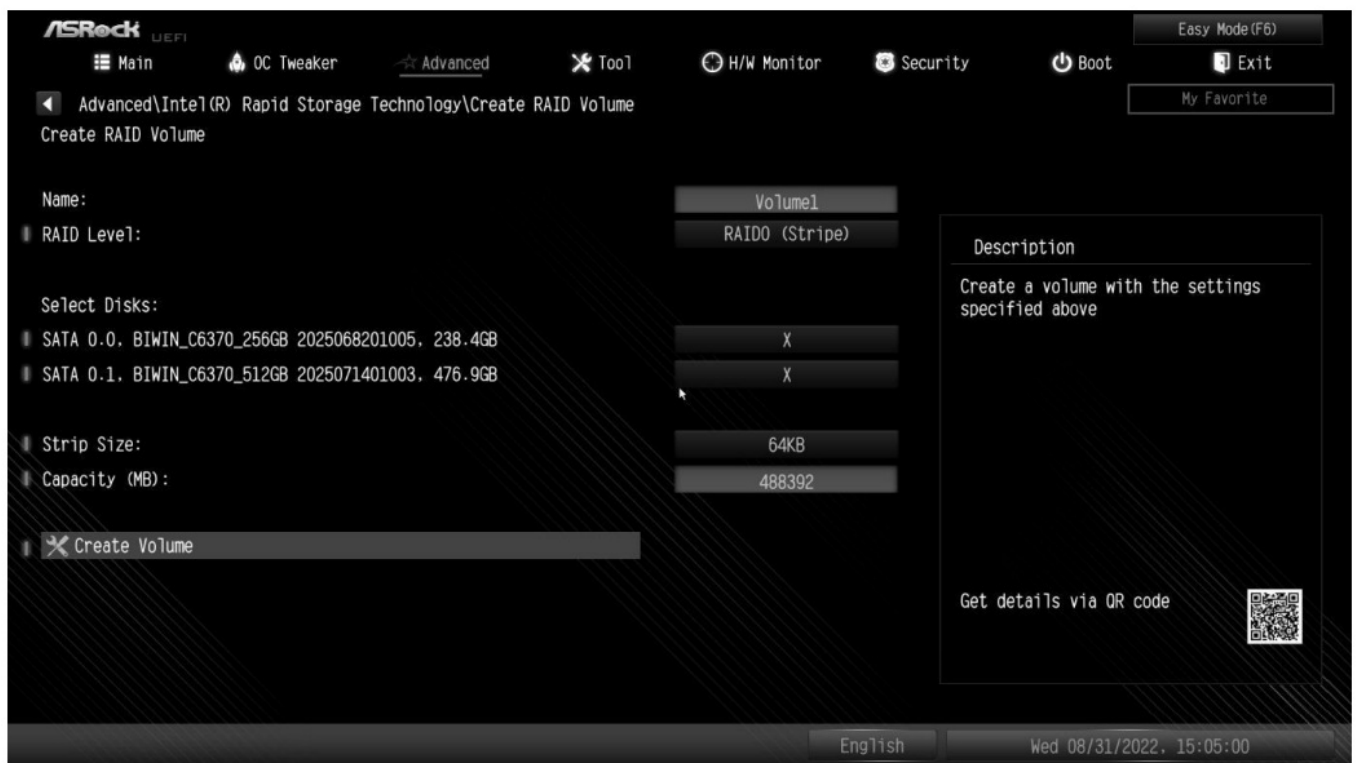 ASRock UEFI
Easy Mode(F6)
Main OC Tweaker Advanced Tool H/W Monitor Security Boot Exit
Advanced\Intel(R) Rapid Storage Technology\Create RAID Volume
My Favorite
Create RAID Volume
Name: Volume1
RAID Level: RAID0 (Stripe)
Select Disks:
SATA 0.0, BIWIN_C6370_256GB 2025068201005, 238.4GB X
SATA 0.1, BIWIN_C6370_512GB 2025071401003, 476.9GB X
Strip Size: 64KB
Capacity (MB): 488392
Create Volume
Description
Create a volume with the settings
specified above
Get details via QR code
English
Wed 08/31/2022, 15:05:00